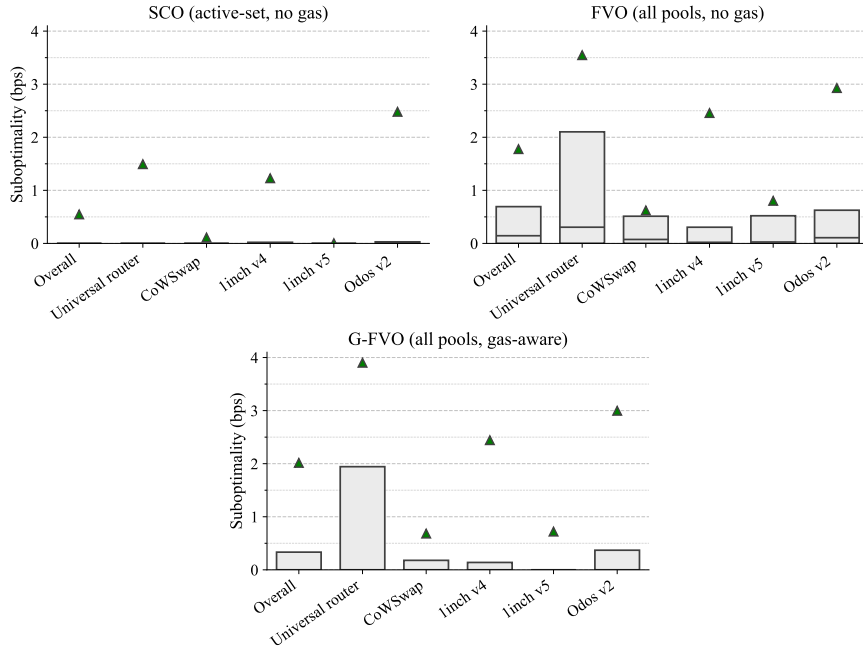 SCO (active-set, no gas)
Suboptimality (bps)
4
3
2
1
0
Overall
Universal router
CoWSwap
1inch v4
1inch v5
Odos v2
FVO (all pools, no gas)
4
3
2
1
0
Overall
Universal router
CoWSwap
1inch v4
1inch v5
Odos v2
G-FVO (all pools, gas-aware)
Suboptimality (bps)
4
3
2
1
0
Overall
Universal router
CoWSwap
1inch v4
1inch v5
Odos v2